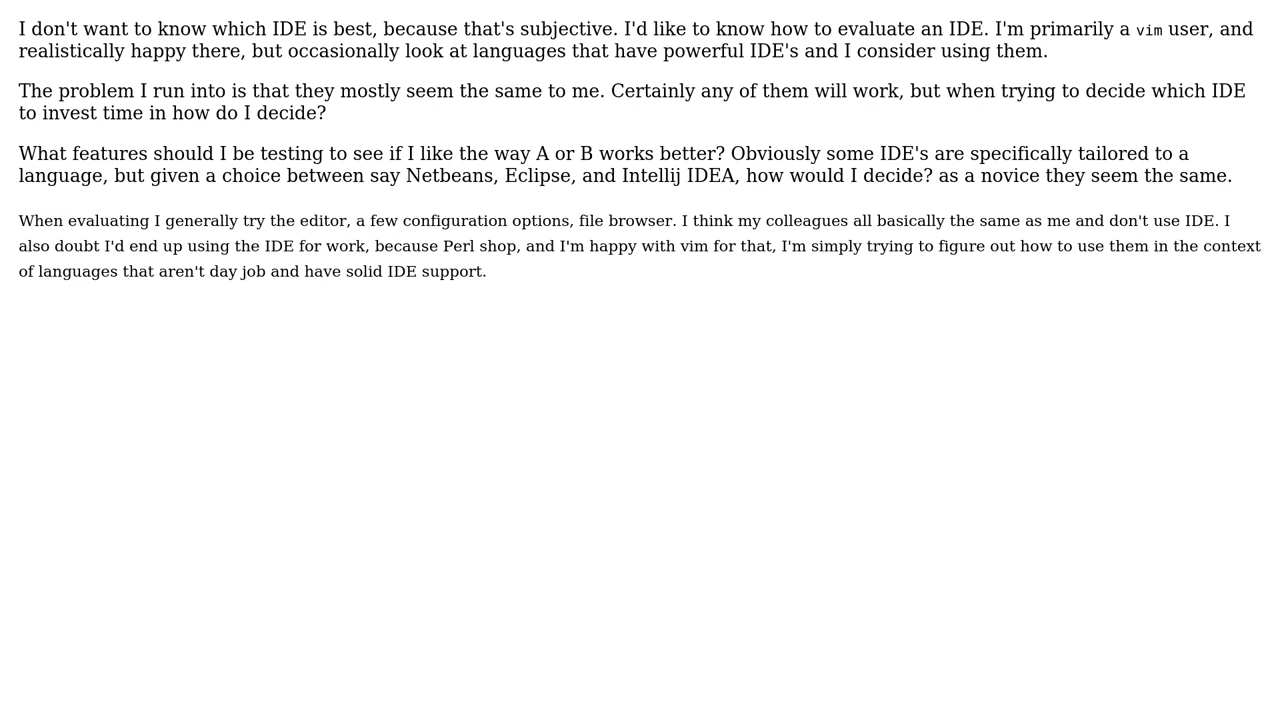 I don't want to know which IDE is best, because that's subjective. I'd like to know how to evaluate an IDE. I'm primarily a vim user, and
realistically happy there, but occasionally look at languages that have powerful IDE's and I consider using them.
The problem I run into is that they mostly seem the same to me. Certainly any of them will work, but when trying to decide which IDE
to invest time in how do I decide?
What features should I be testing to see if I like the way A or B works better? Obviously some IDE's are specifically tailored to a
language, but given a choice between say Netbeans, Eclipse, and Intellij IDEA, how would I decide? as a novice they seem the same.
When evaluating I generally try the editor, a few configuration options, file browser. I think my colleagues all basically the same as me and don't use IDE. I
also doubt I'd end up using the IDE for work, because Perl shop, and I'm happy with vim for that, I'm simply trying to figure out how to use them in the context
of languages that aren't day job and have solid IDE support.